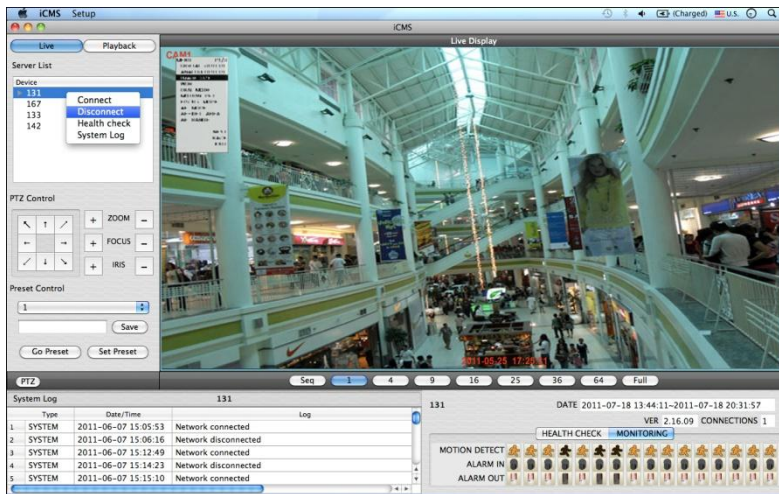 iCMS Setup (Charged) U.S.
iCMS
Live Playback
Live Display
Server List
Device
131
167
133
142
Connect
Disconnect
Health check
System Log
CAM1
PTZ Control
ZOOM
FOCUS
IRIS
Preset Control
1
Save
Go Preset Set Preset
2011-05-25
PTZ
Seq 1 4 9 16 25 36 64 Full
System Log 131
Type Date/Time Log
1 SYSTEM 2011-06-07 15:05:53 Network connected
2 SYSTEM 2011-06-07 15:06:16 Network disconnected
3 SYSTEM 2011-06-07 15:12:49 Network connected
4 SYSTEM 2011-06-07 15:14:23 Network disconnected
5 SYSTEM 2011-06-07 15:15:10 Network connected
131 DATE 2011-07-18 13:44:11~2011-07-18 20:31:57
VER 2.16.09 CONNECTIONS 1
HEALTH CHECK MONITORING
MOTION DETECT
ALARM IN
ALARM OUT